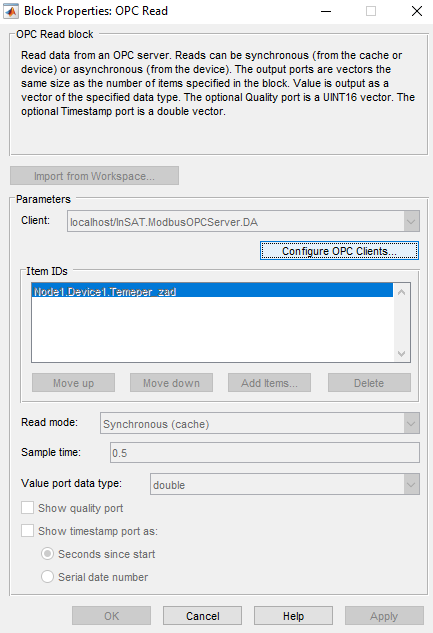 Block Properties: OPC Read
OPC Read block
Read data from an OPC server. Reads can be synchronous (from the cache or
device) or asynchronous (from the device). The output ports are vectors the
same size as the number of items specified in the block. Value is output as a
vector of the specified data type. The optional Quality port is a UINT16 vector. The
optional Timestamp port is a double vector.
Import from Workspace...
Parameters
Client: localhost/InSAT.ModbusOPCServer.DA
Configure OPC Clients...
Item IDs
Node1.Device1.Temeper_zad
Move up Move down Add Items... Delete
Read mode: Synchronous (cache)
Sample time: 0.5
Value port data type: double
Show quality port
Show timestamp port as:
Seconds since start
Serial date number
OK Cancel Help Apply